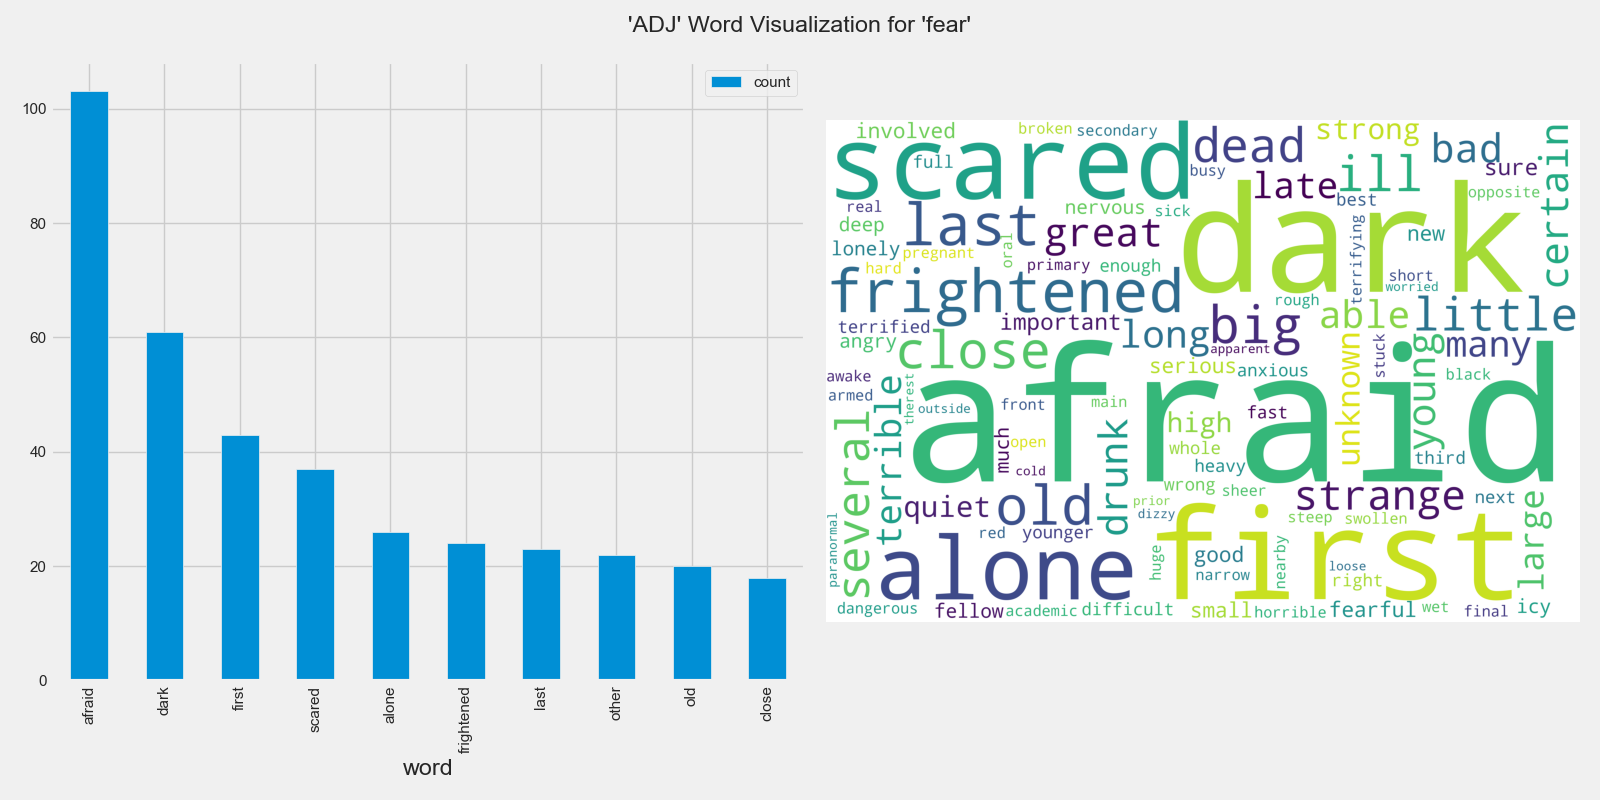 'ADJ' Word Visualization for 'fear'
count
100
80
60
40
20
0
afraid
dark
first
scared
alone
frightened
last
other
old
close
word
involved
broken
secondary
scared
full
dead
strong
bad
certain
busy
late
ill
sure
opposite
real
nervous
sick
best
deep
last
great
dark
new
lonely
pregnant
oral
terrifying
hard
primary
enough
short
worried
frightened
rough
terrified
important
long
big
able
little
angry
close
apparent
unknown
stuck
young
many
serious
anxious
black
awake
armed
terrible
therest
outside
front
main
afraid
high
fast
several
much
open
drunk
whole
third
cold
heavy
wrong
sheer
strange
next
large
quiet
old
prior
dizzy
steep
swollen
paranormal
red
younger
first
alone
huge
good
narrow
nearby
loose
right
dangerous
fellow
academic
difficult
small
horrible
fearful
wet
final
icy